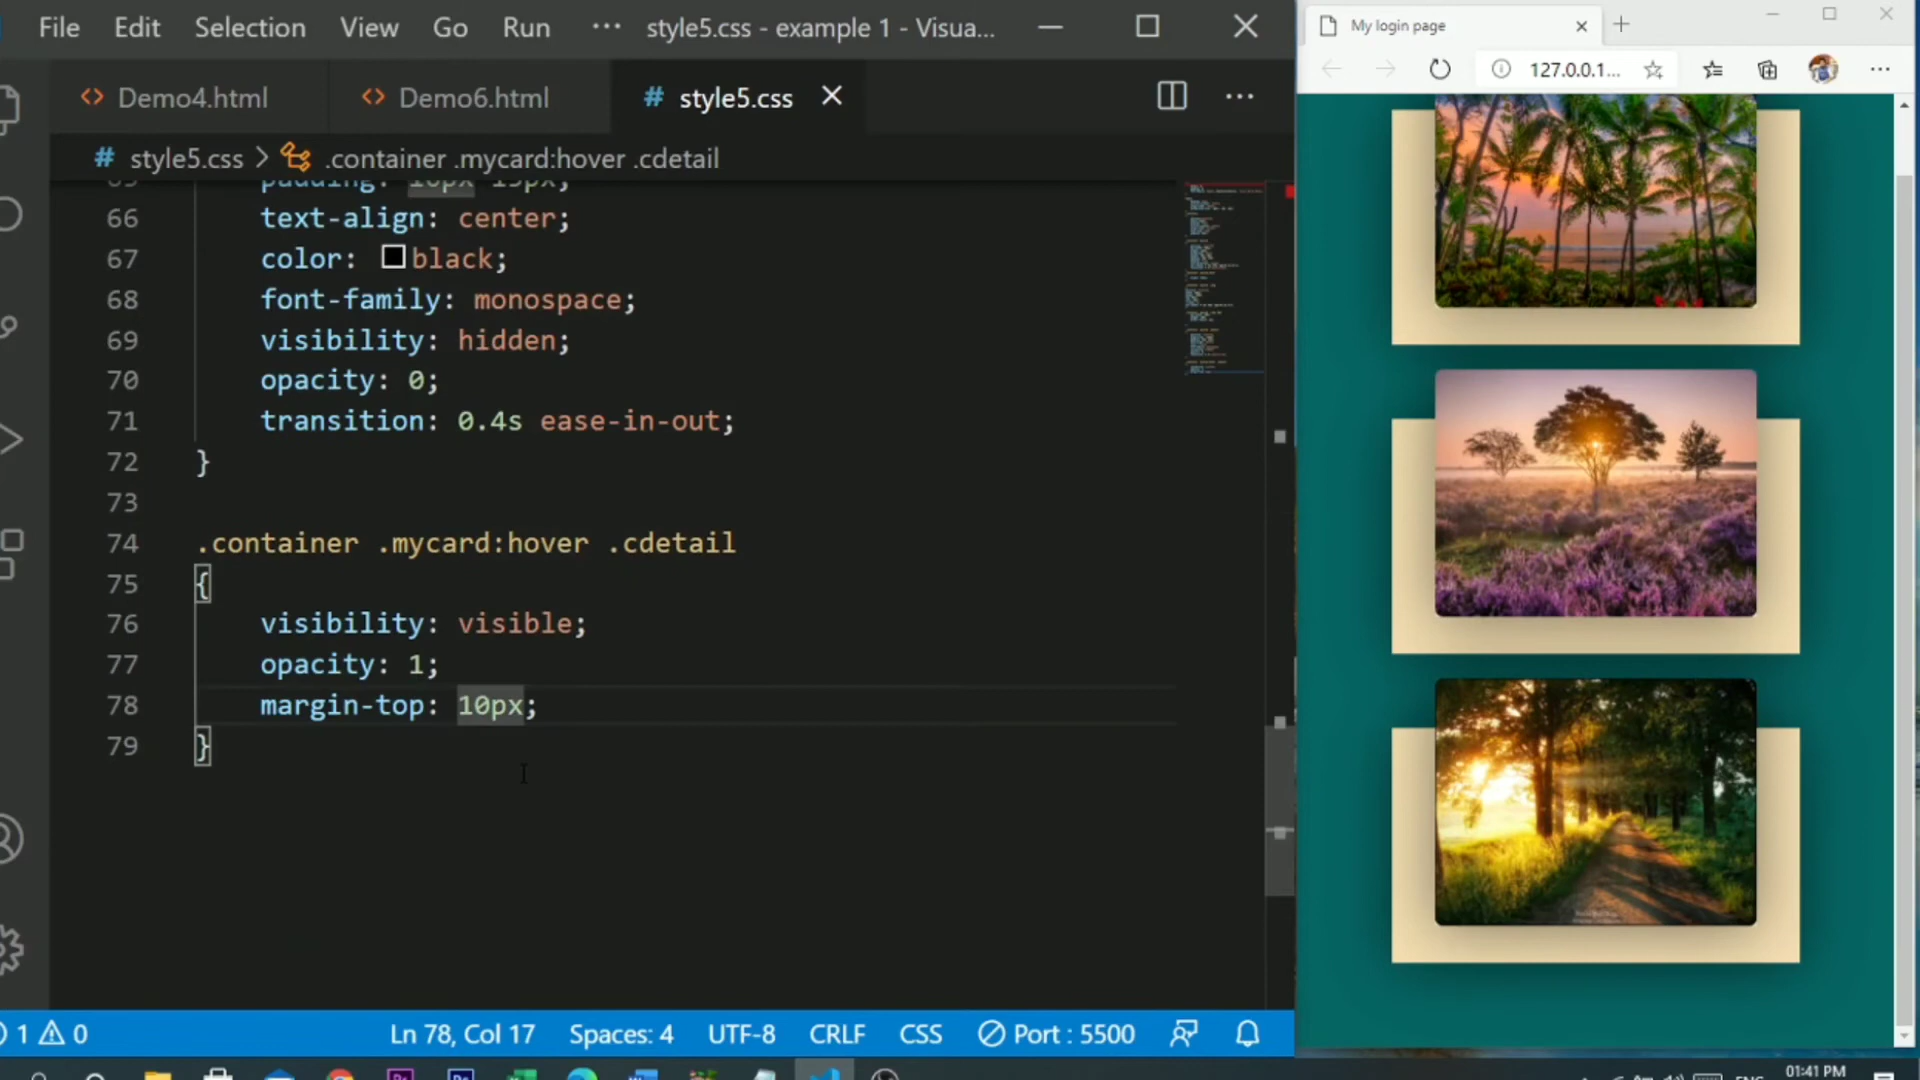 File Edit Selection View Go Run ··· style5.css - example 1 - Visua...
My login page
127.0.0.1...
Demo4.html Demo6.html # style5.css
# style5.css > .container .mycard:hover .cdetail
66 text-align: center;
67 color: black;
68 font-family: monospace;
69 visibility: hidden;
70 opacity: 0;
71 transition: 0.4s ease-in-out;
72 }
73
74 .container .mycard:hover .cdetail
75 {
76 visibility: visible;
77 opacity: 1;
78 margin-top: 10px;
79 }
1 0 Ln 78, Col 17 Spaces: 4 UTF-8 CRLF CSS Port : 5500
ENG 01:41 PM